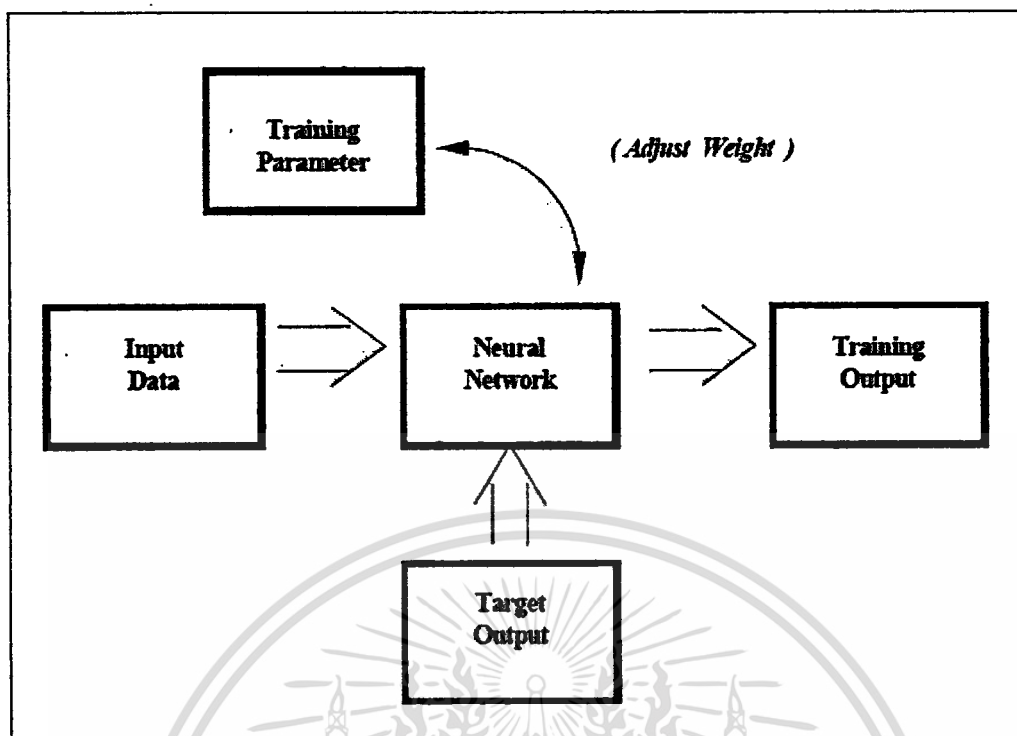 Training
Parameter
( Adjust Weight )
Input
Data
Neural
Network
Training
Output
Target
Output